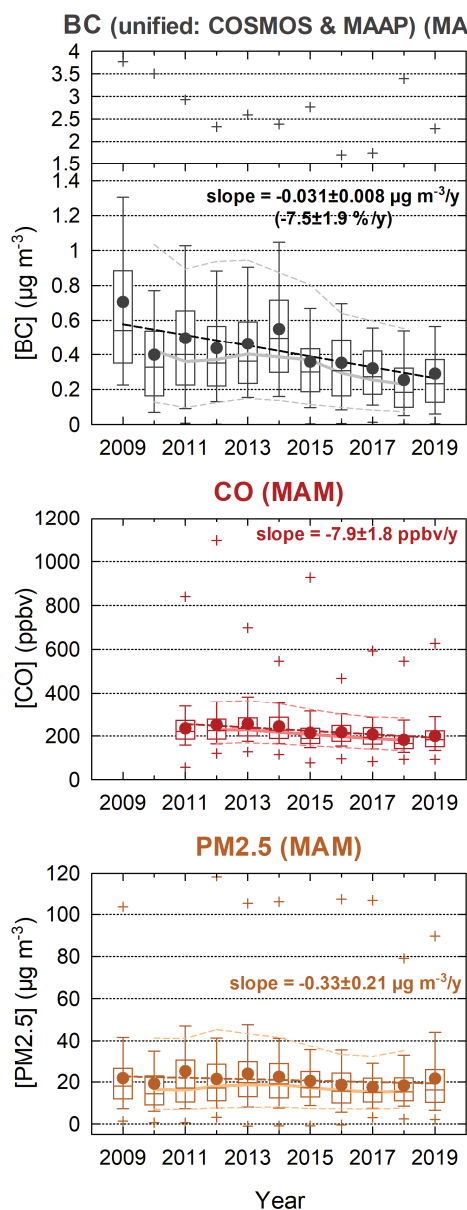 BC (unified: COSMOS & MAAP) (MA
4
3.5
3
2.5
2
1.5
1.4
slope = -0.031±0.008 µg m⁻³/y
1.2
(-7.5±1.9 %/y)
1
0.8
0.6
0.4
0.2
0
[BC] (µg m⁻³)
2009 2011 2013 2015 2017 2019
CO (MAM)
1200
slope = -7.9±1.8 ppbv/y
1000
800
600
400
200
0
[CO] (ppbv)
2009 2011 2013 2015 2017 2019
PM2.5 (MAM)
120
100
80
slope = -0.33±0.21 µg m⁻³/y
60
40
20
0
[PM2.5] (µg m⁻³)
2009 2011 2013 2015 2017 2019
Year